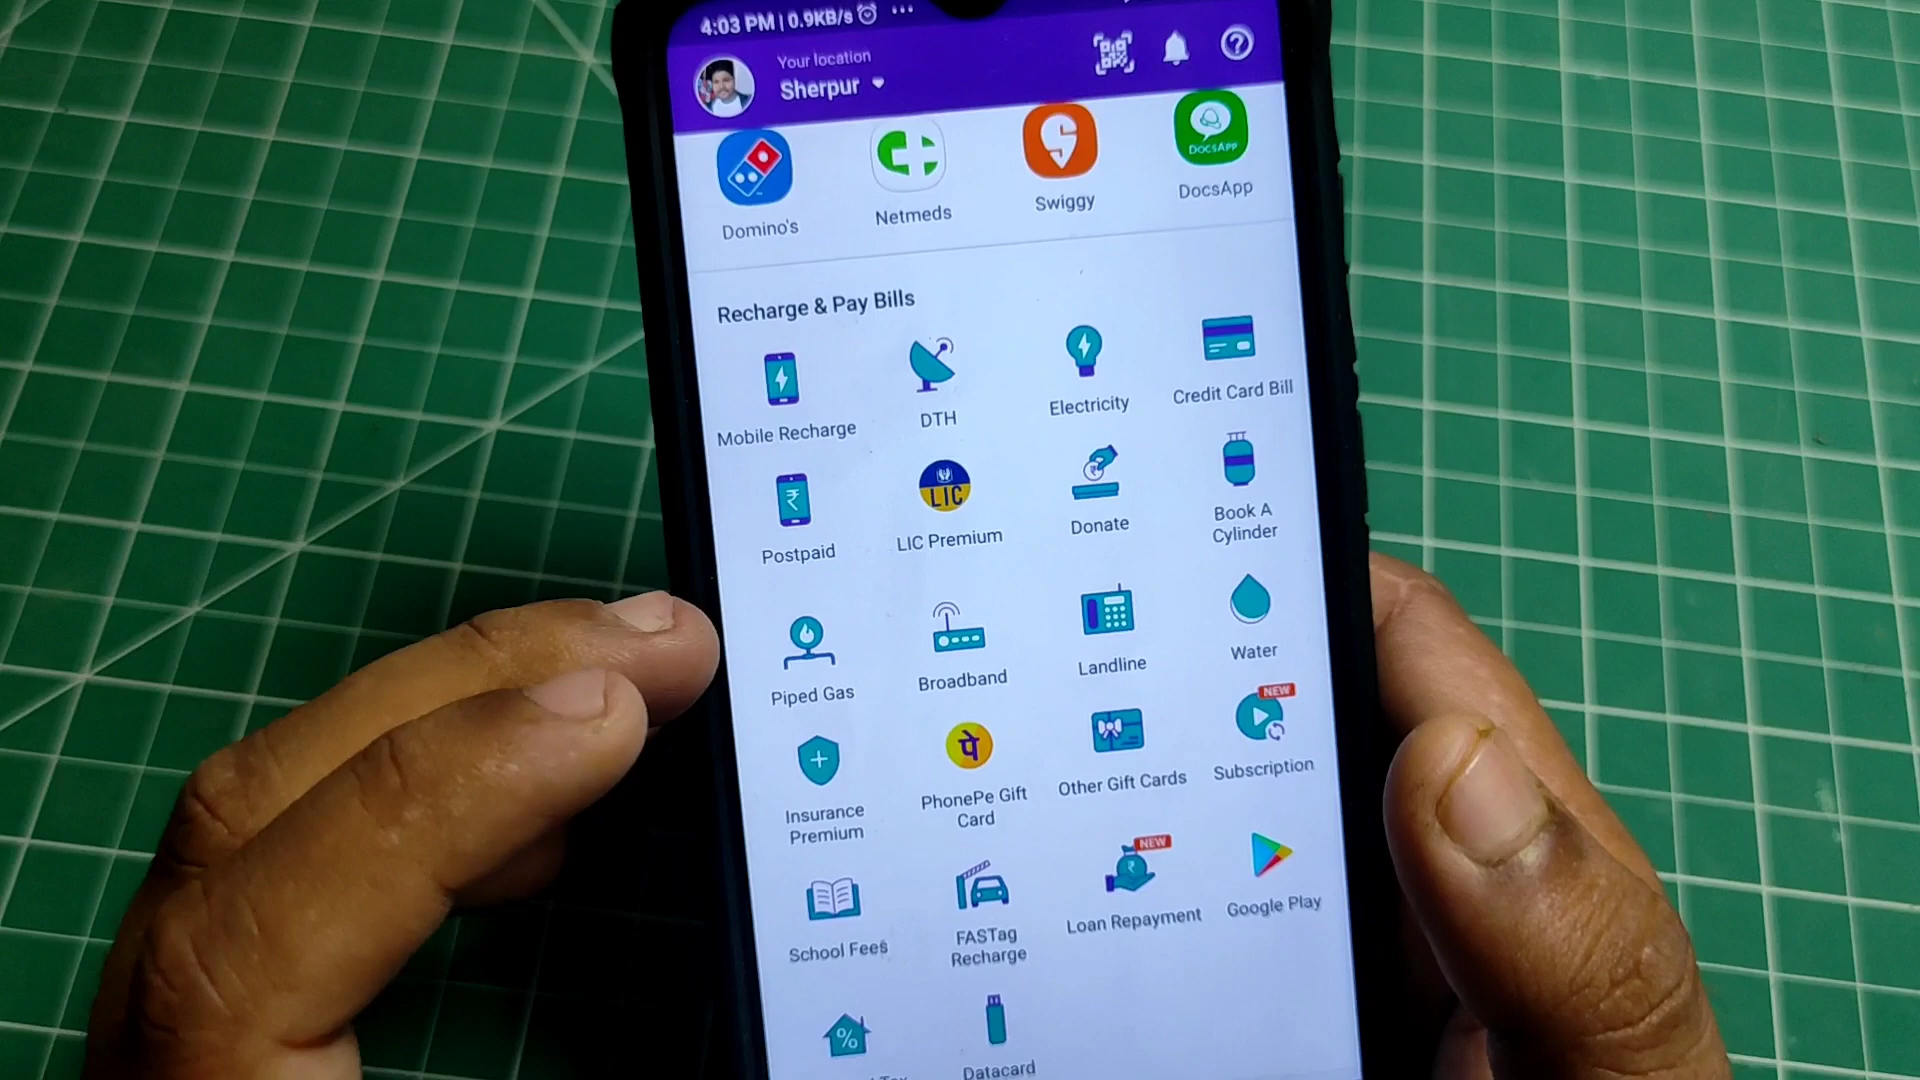 4:03 PM | 0.9KB/s
Your location
Sherpur
DOCSAPP
Domino's
Netmeds
Swiggy
DocsApp
Recharge & Pay Bills
Mobile Recharge
DTH
Electricity
Credit Card Bill
₹
LIC
₹
Postpaid
LIC Premium
Donate
Book A
Cylinder
Piped Gas
Broadband
Landline
Water
पे
NEW
Insurance
Premium
PhonePe Gift
Card
Other Gift Cards
Subscription
NEW
₹
School Fees
FASTag
Recharge
Loan Repayment
Google Play
%
Datacard